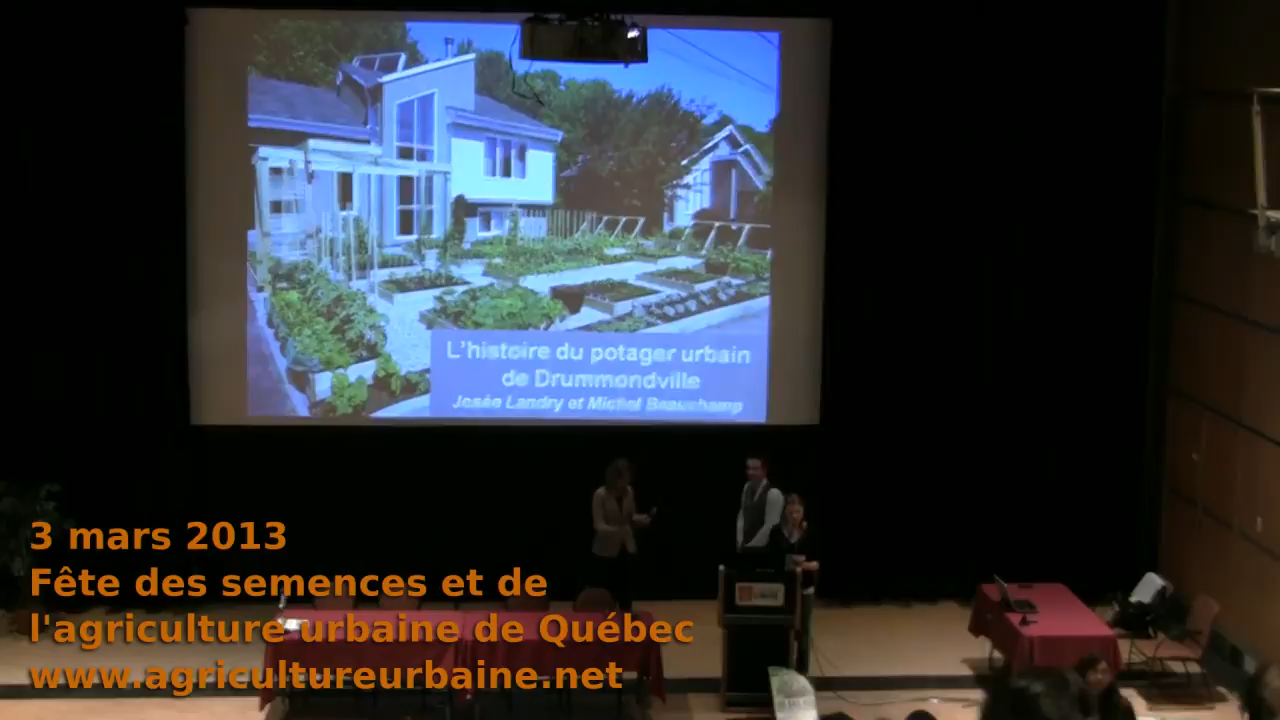 L'histoire du potager urbain
de Drummondville
Josée Landry et Michel Beauchamp
3 mars 2013
Fête des semences et de
l'agriculture urbaine de Québec
www.agricultureurbaine.net